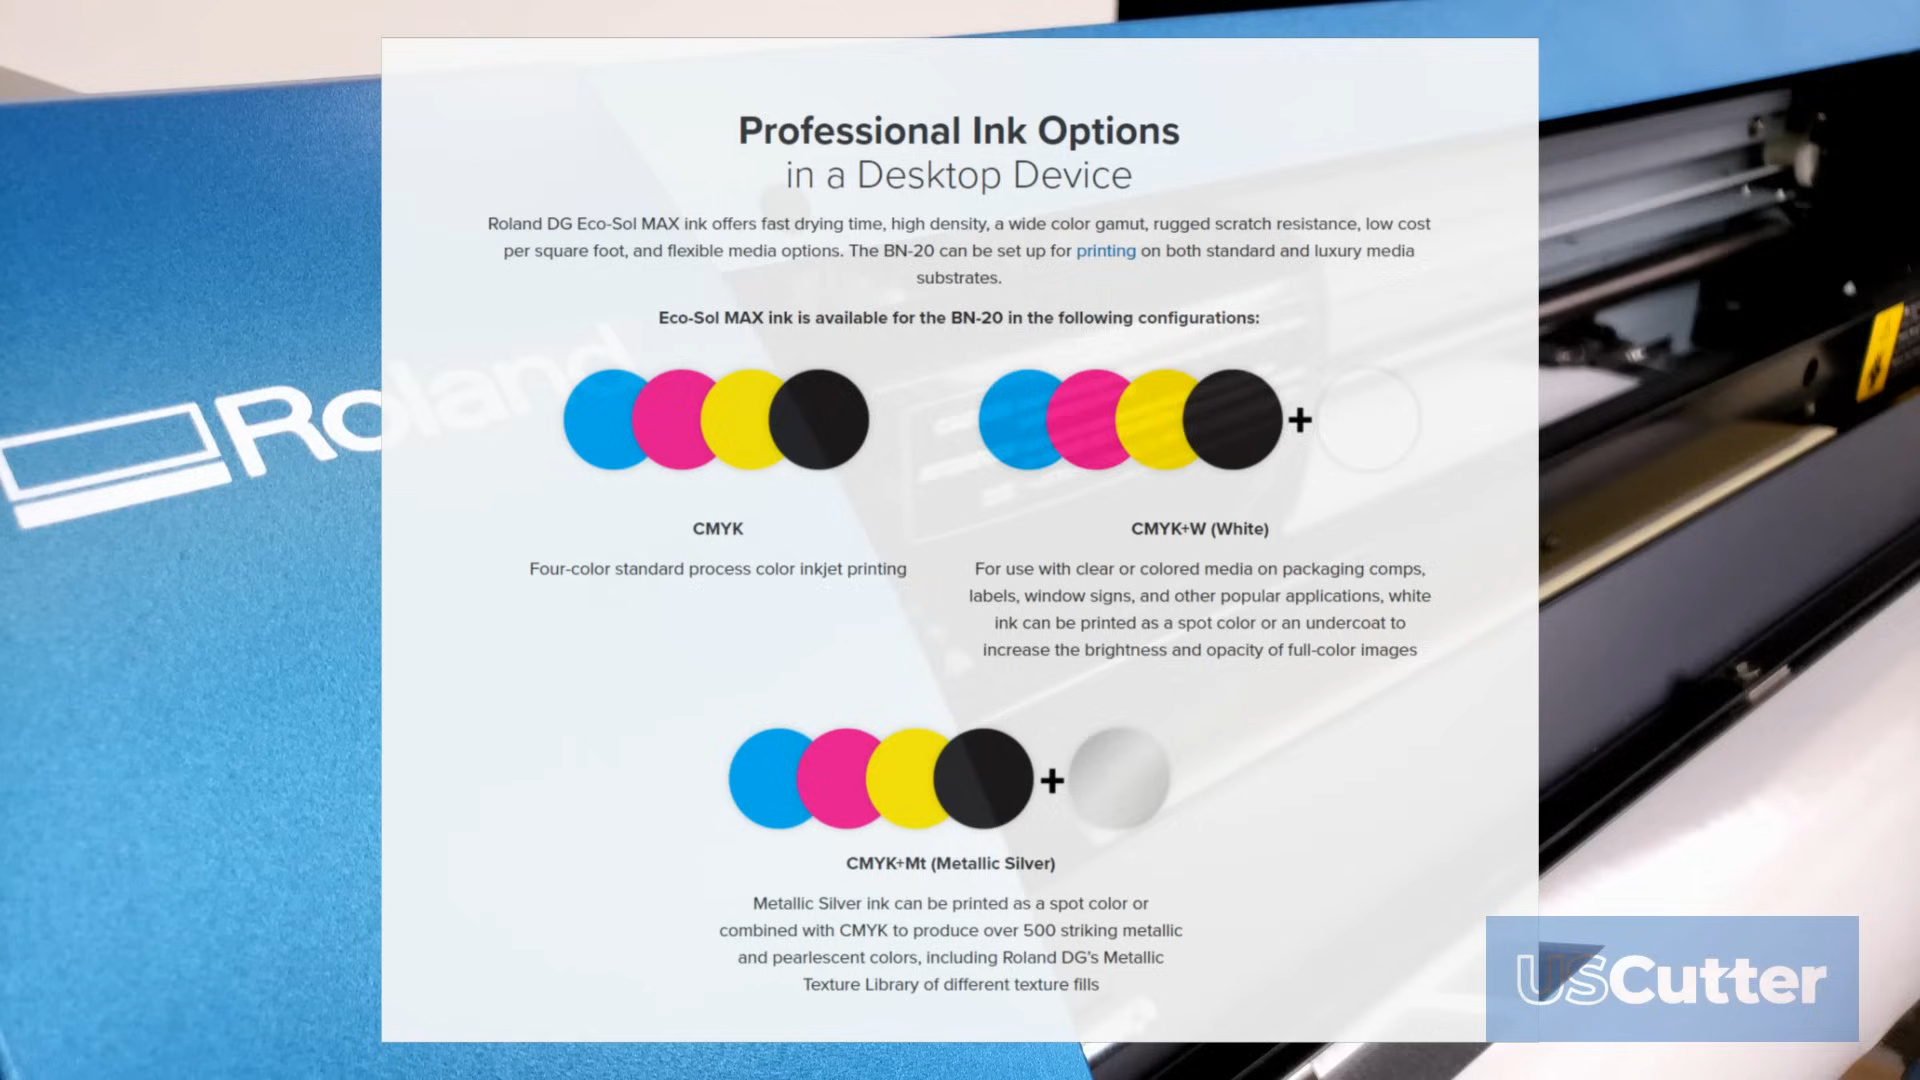 Professional Ink Options
in a Desktop Device
Roland DG Eco-Sol MAX ink offers fast drying time, high density, a wide color gamut, rugged scratch resistance, low cost
per square foot, and flexible media options. The BN-20 can be set up for printing on both standard and luxury media
substrates.
Eco-Sol MAX ink is available for the BN-20 in the following configurations:
Roland
+
CMYK
CMYK+W (White)
Four-color standard process color inkjet printing
For use with clear or colored media on packaging comps,
labels, window signs, and other popular applications, white
ink can be printed as a spot color or an undercoat to
increase the brightness and opacity of full-color images
+
CMYK+Mt (Metallic Silver)
Metallic Silver ink can be printed as a spot color or
combined with CMYK to produce over 500 striking metallic
and pearlescent colors, including Roland DG's Metallic
Texture Library of different texture fills
USCutter